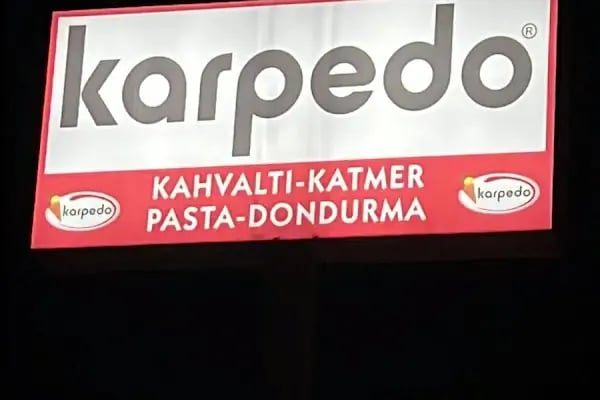 karpedo®
KAHVALTI-KATMER
PASTA-DONDURMA
karpedo
karpedo